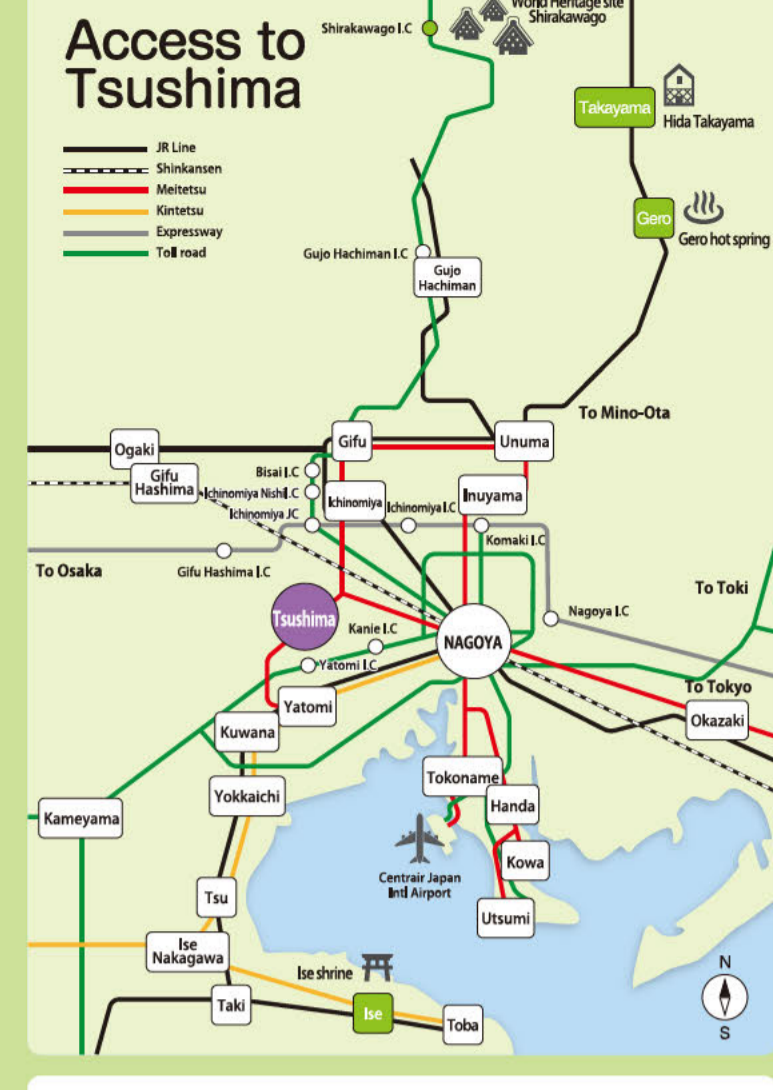 World Heritage site
Shirakawago
Shirakawago I.C
Access to
Tsushima
Takayama
Hida Takayama
JR Line
Shinkansen
Meitetsu
Kintetsu
Expressway
Toll road
Gero
Gero hot spring
Gujo Hachiman I.C
Gujo
Hachiman
To Mino-Ota
Ogaki
Gifu
Unuma
Gifu
Hashima
Bisai I.C
Ichinomiya Nishi I.C
Ichinomiya JC
Ichinomiya
Ichinomiya I.C
Inuyama
Komaki I.C
To Osaka
Gifu Hashima I.C
To Toki
Tsushima
Kanie I.C
NAGOYA
Nagoya I.C
Yatomi I.C
To Tokyo
Yatomi
Okazaki
Kuwana
Tokoname
Yokkaichi
Handa
Kameyama
Kowa
Centrair Japan
Intl Airport
Tsu
Utsumi
Ise
Nakagawa
Ise shrine
N
S
Taki
Ise
Toba